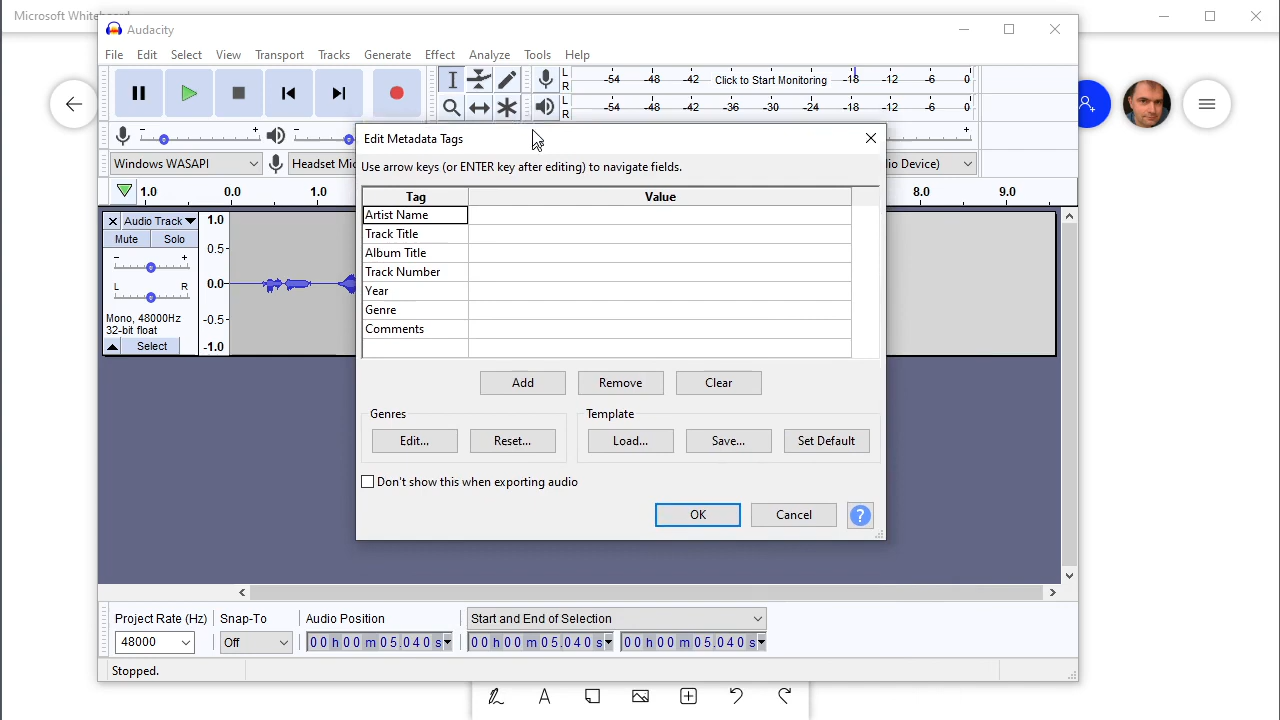 Microsoft Whiteboard
Audacity
File Edit Select View Transport Tracks Generate Effect Analyze Tools Help
L
R
-54 -48 -42 Click to Start Monitoring -18 -12 -6 0
L
R
-54 -48 -42 -36 -30 -24 -18 -12 -6 0
- +
-
Windows WASAPI
Headset Mic
io Device)
1.0 0.0 1.0 8.0 9.0
Audio Track
Mute Solo
- +
L R
Mono, 48000Hz
32-bit float
Select
1.0
0.5
0.0
-0.5
-1.0
Edit Metadata Tags
Use arrow keys (or ENTER key after editing) to navigate fields.
Tag Value
Artist Name
Track Title
Album Title
Track Number
Year
Genre
Comments
Add Remove Clear
Genres
Edit... Reset...
Template
Load... Save... Set Default
Don't show this when exporting audio
OK Cancel ?
Project Rate (Hz) Snap-To Audio Position Start and End of Selection
48000 Off 00 h 00 m 05.040 s 00 h 00 m 05.040 s 00 h 00 m 05.040 s
Stopped.
A